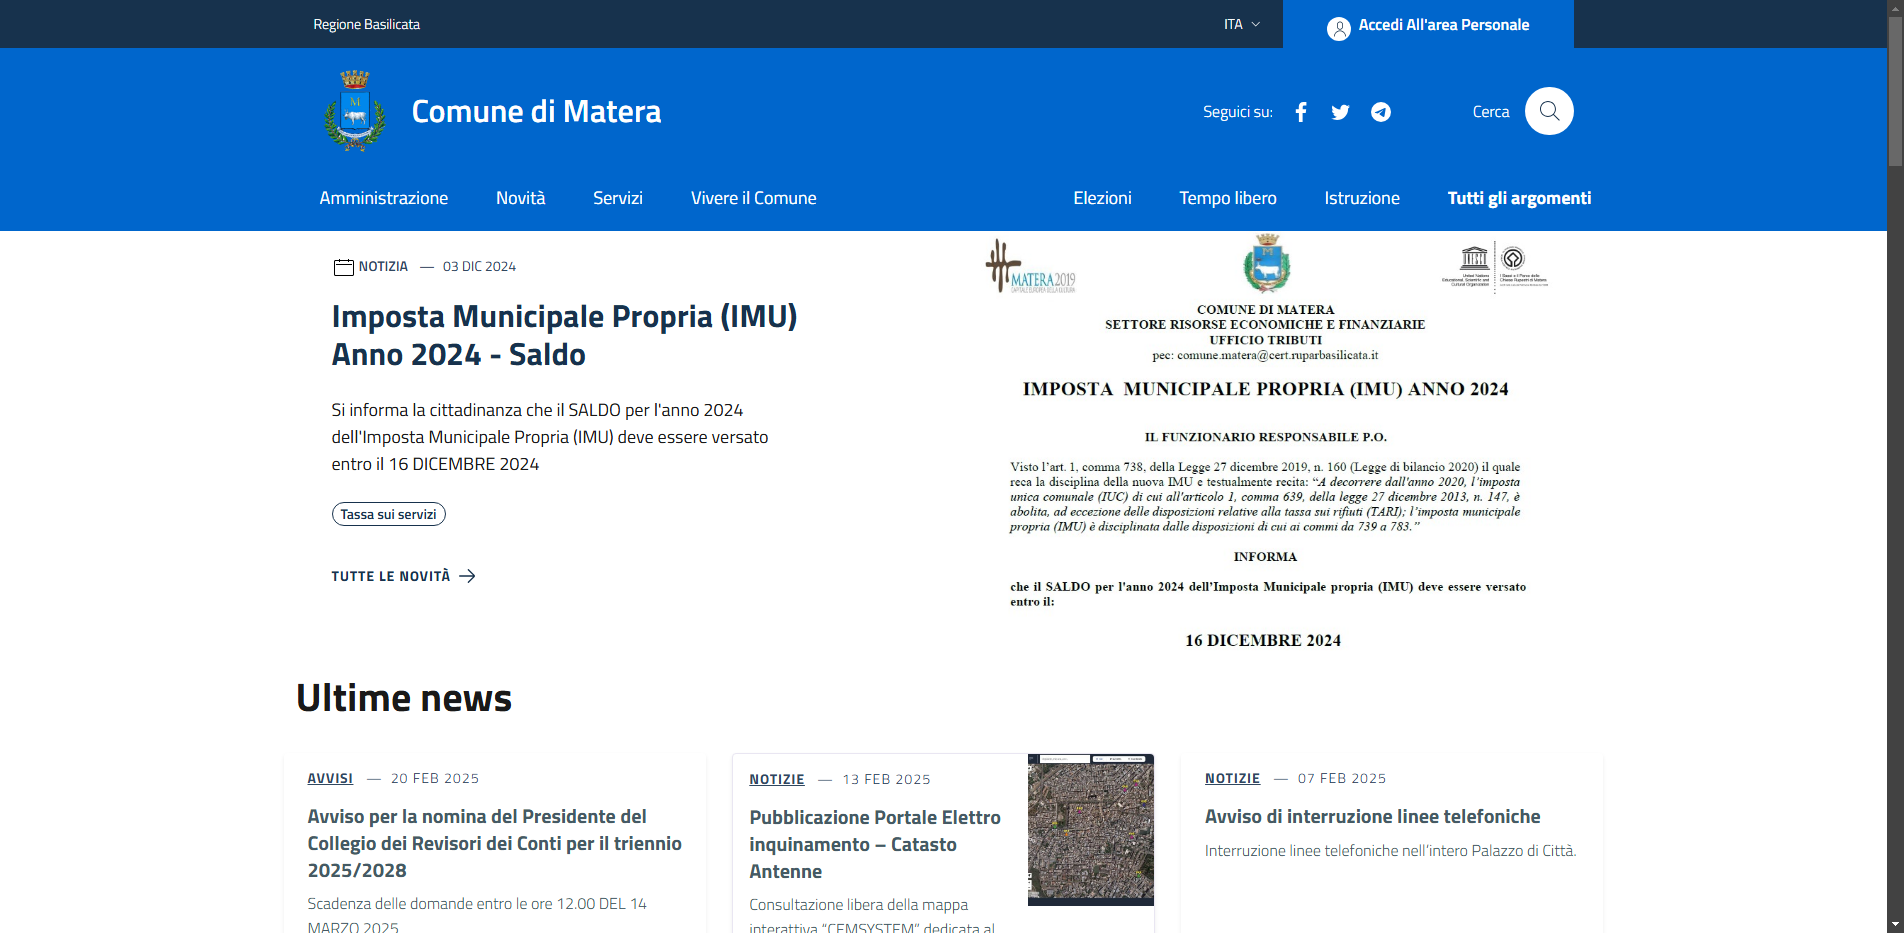 Regione Basilicata
ITA
Accedi All'area Personale
Comune di Matera
Seguici su:
Cerca
Amministrazione
Novità
Servizi
Vivere il Comune
Elezioni
Tempo libero
Istruzione
Tutti gli argomenti
NOTIZIA — 03 DIC 2024
Imposta Municipale Propria (IMU)
Anno 2024 - Saldo
Si informa la cittadinanza che il SALDO per l'anno 2024
dell'Imposta Municipale Propria (IMU) deve essere versato
entro il 16 DICEMBRE 2024
Tassa sui servizi
TUTTE LE NOVITÀ
MATERA2019
COMUNE DI MATERA
SETTORE RISORSE ECONOMICHE E FINANZIARIE
UFFICIO TRIBUTI
pec: comune.matera@cert.ruparbasilicata.it
IMPOSTA MUNICIPALE PROPRIA (IMU) ANNO 2024
IL FUNZIONARIO RESPONSABILE P.O.
Visto l'art. 1, comma 738, della Legge 27 dicembre 2019, n. 160 (Legge di bilancio 2020) il quale
reca la disciplina della nuova IMU e testualmente recita: “A decorrere dall'anno 2020, l'imposta
unica comunale (IUC) di cui all'articolo 1, comma 639, della legge 27 dicembre 2013, n. 147, è
abolita, ad eccezione delle disposizioni relative alla tassa sui rifiuti (TARI); l'imposta municipale
propria (IMU) è disciplinata dalle disposizioni di cui ai commi da 739 a 783.”
INFORMA
che il SALDO per l'anno 2024 dell'Imposta Municipale propria (IMU) deve essere versato
entro il:
16 DICEMBRE 2024
Ultime news
AVVISI — 20 FEB 2025
Avviso per la nomina del Presidente del
Collegio dei Revisori dei Conti per il triennio
2025/2028
Scadenza delle domande entro le ore 12.00 DEL 14
MARZO 2025
NOTIZIE — 13 FEB 2025
Pubblicazione Portale Elettro
inquinamento – Catasto
Antenne
Consultazione libera della mappa
interattiva “CEMSYSTEM” dedicata al
NOTIZIE — 07 FEB 2025
Avviso di interruzione linee telefoniche
Interruzione linee telefoniche nell'intero Palazzo di Città.